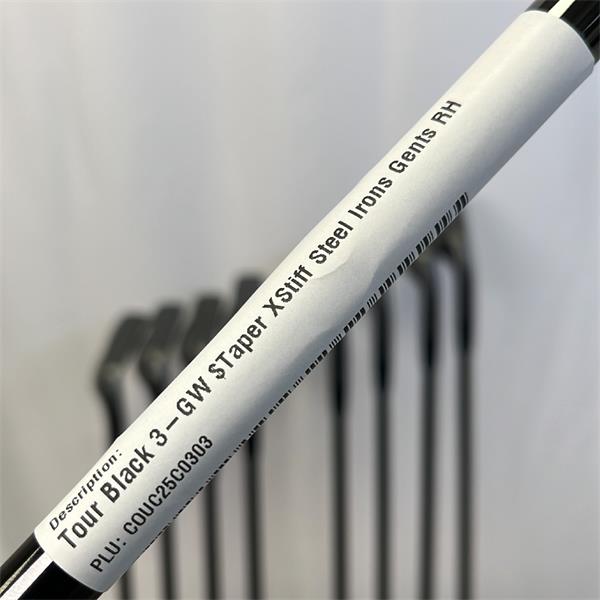 Description:
Tour Black 3-GW $Taper XStiff Steel Irons Gents RH
PLU: COUC25C0303